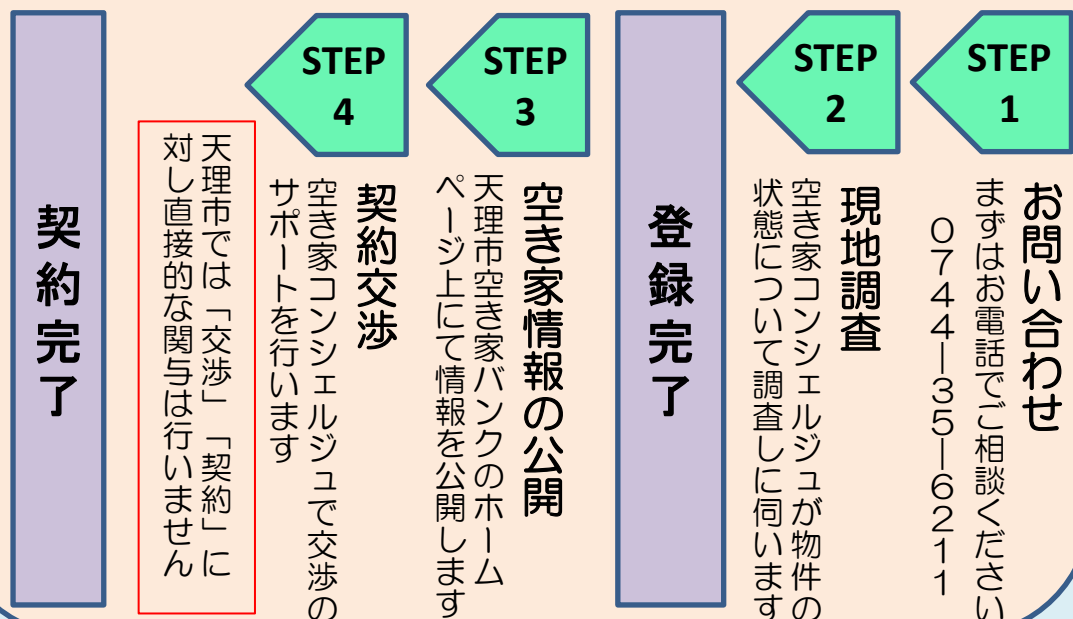 STEP
1
お問い合わせ
まずはお電話でご相談ください
０７４４ー３５ー６２１１
STEP
2
現地調査
空き家コンシェルジュが物件の
状態について調査しに伺います
登録完了
STEP
3
空き家情報の公開
天理市空き家バンクのホーム
ページ上にて情報を公開します
STEP
4
契約交渉
空き家コンシェルジュで交渉の
サポートを行います
天理市では「交渉」「契約」に
対し直接的な関与は行いません
契約完了